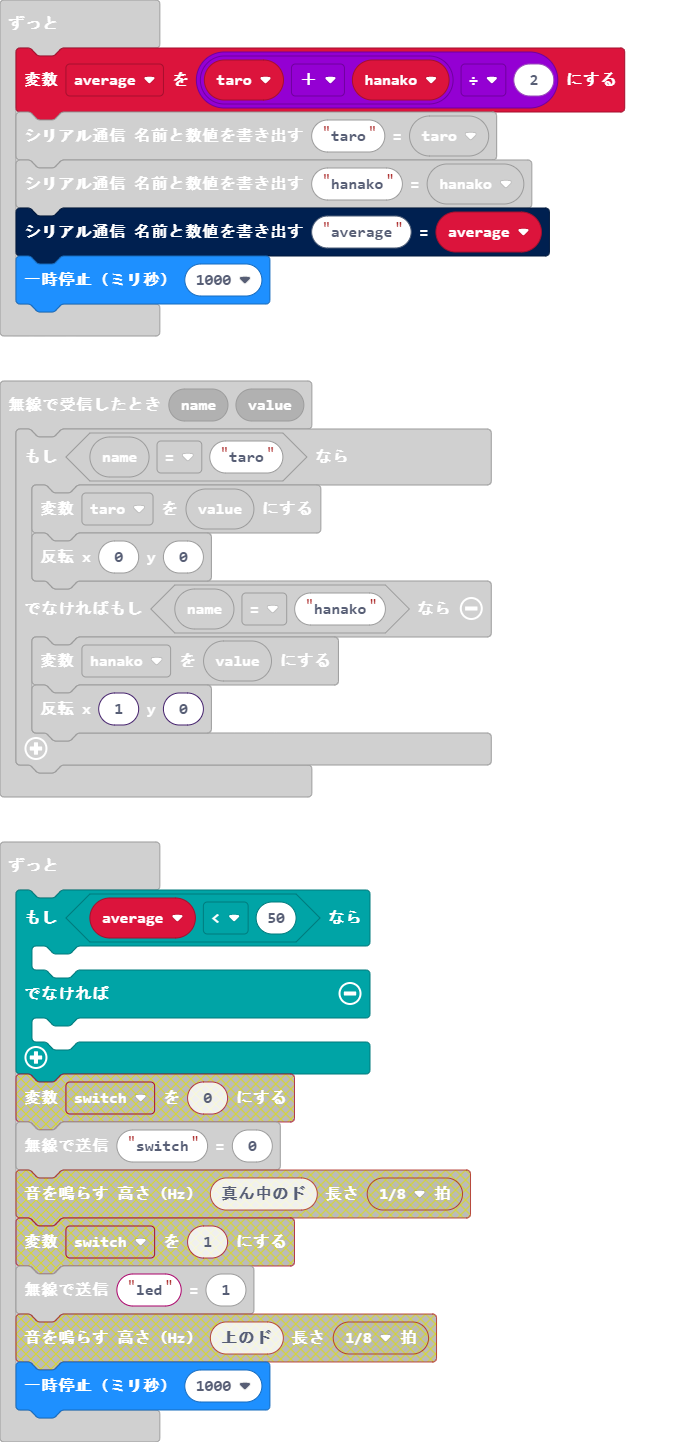 ずっと
変数 average を taro + hanako ÷ 2 にする
シリアル通信 名前と数値を書き出す "taro" = taro
シリアル通信 名前と数値を書き出す "hanako" = hanako
シリアル通信 名前と数値を書き出す "average" = average
一時停止（ミリ秒） 1000
無線で受信したとき name value
もし name = "taro" なら
変数 taro を value にする
反転 x 0 y 0
でなければもし name = "hanako" なら
変数 hanako を value にする
反転 x 1 y 0
ずっと
もし average < 50 なら
でなければ
変数 switch を 0 にする
無線で送信 "switch" = 0
音を鳴らす 高さ（Hz） 真ん中のド 長さ 1/8 拍
変数 switch を 1 にする
無線で送信 "led" = 1
音を鳴らす 高さ（Hz） 上のド 長さ 1/8 拍
一時停止（ミリ秒） 1000